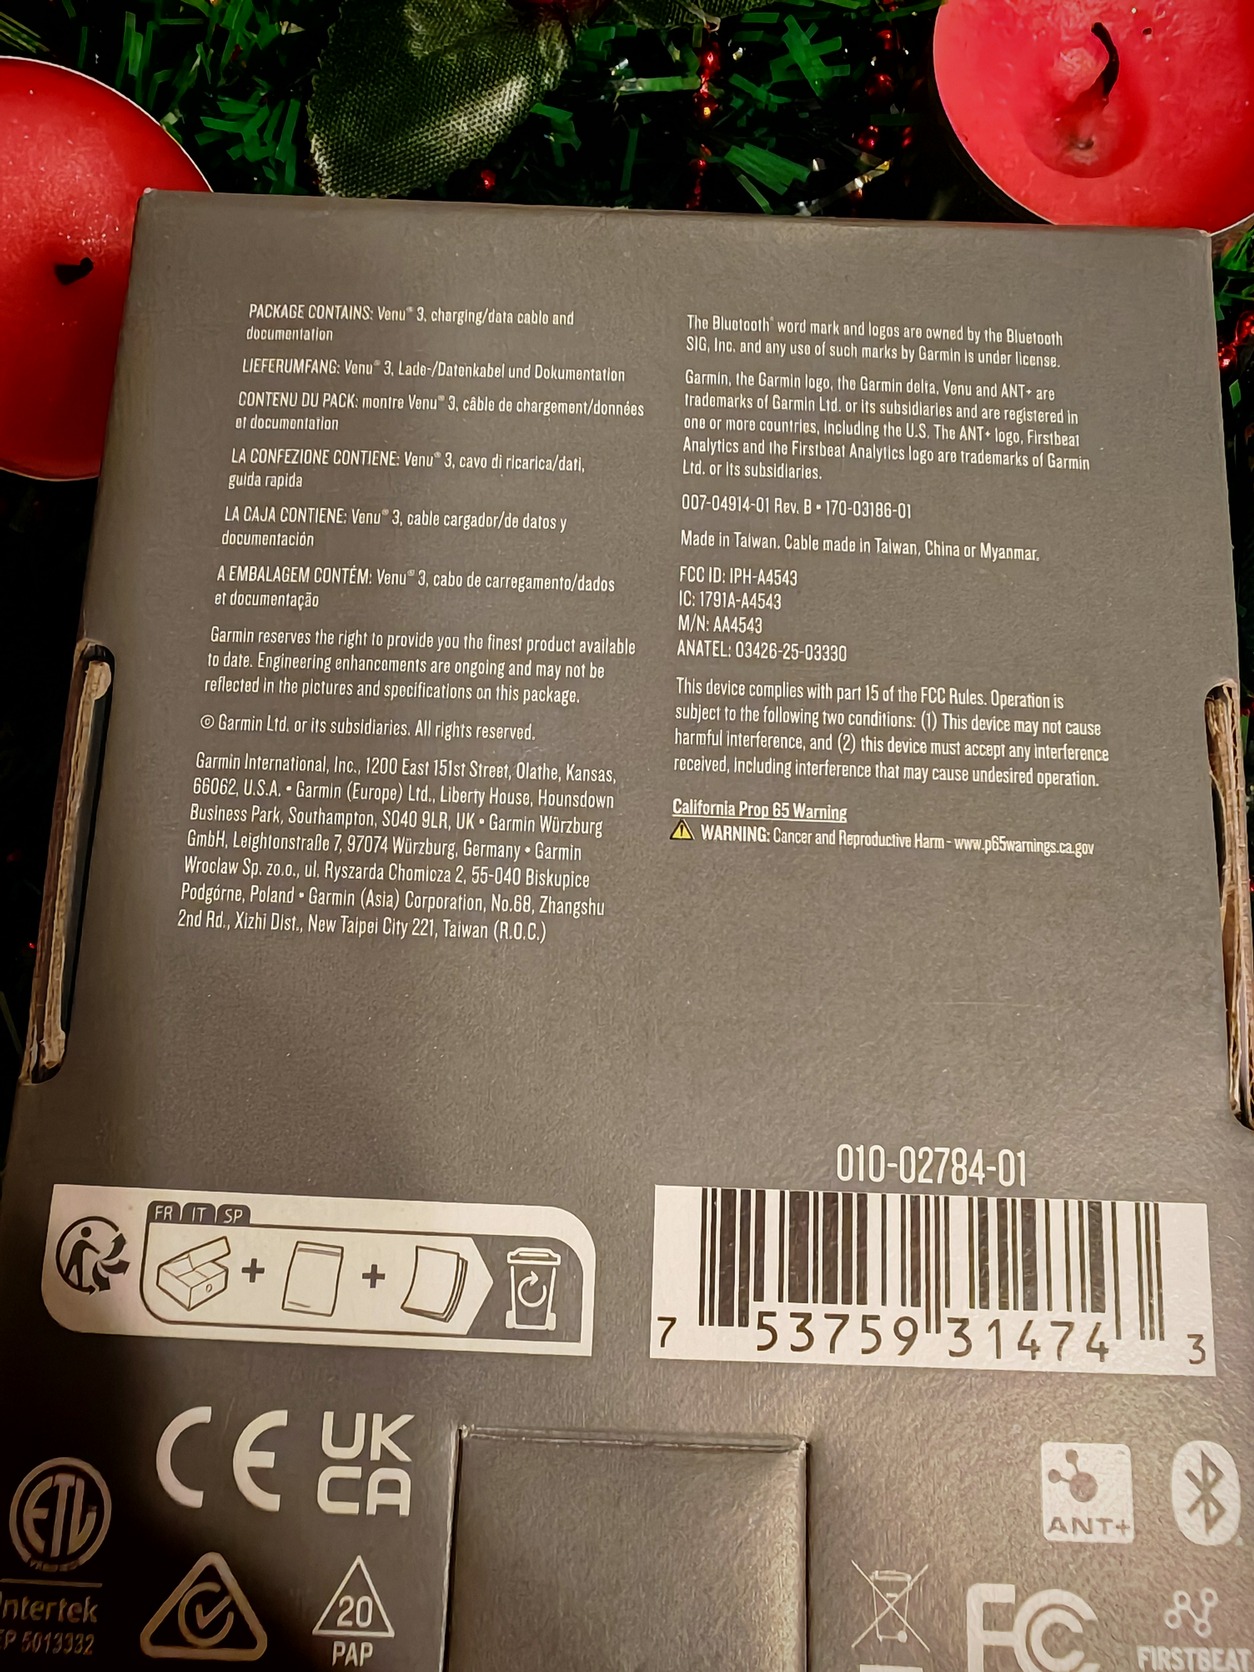 PACKAGE CONTAINS: Venu® 3, charging/data cable and
documentation
LIEFERUMFANG: Venu® 3, Lade-/Datenkabel und Dokumentation
CONTENU DU PACK: montre Venu® 3, câble de chargement/données
et documentation
LA CONFEZIONE CONTIENE: Venu® 3, cavo di ricarica/dati,
guida rapida
LA CAJA CONTIENE: Venu® 3, cable cargador/de datos y
documentación
A EMBALAGEM CONTÉM: Venu® 3, cabo de carregamento/dados
et documentação
Garmin reserves the right to provide you the finest product available
to date. Engineering enhancements are ongoing and may not be
reflected in the pictures and specifications on this package.
© Garmin Ltd. or its subsidiaries. All rights reserved.
Garmin International, Inc., 1200 East 151st Street, Olathe, Kansas,
66062, U.S.A. • Garmin (Europe) Ltd., Liberty House, Hounsdown
Business Park, Southampton, SO40 9LR, UK • Garmin Würzburg
GmbH, Leightonstraße 7, 97074 Würzburg, Germany • Garmin
Wroclaw Sp. zo.o., ul. Ryszarda Chomicza 2, 55-040 Biskupice
Podgórne, Poland • Garmin (Asia) Corporation, No.68, Zhangshu
2nd Rd., Xizhi Dist., New Taipei City 221, Taiwan (R.O.C.)
The Bluetooth® word mark and logos are owned by the Bluetooth
SIG, Inc. and any use of such marks by Garmin is under license.
Garmin, the Garmin logo, the Garmin delta, Venu and ANT+ are
trademarks of Garmin Ltd. or its subsidiaries and are registered in
one or more countries, including the U.S. The ANT+ logo, Firstbeat
Analytics and the Firstbeat Analytics logo are trademarks of Garmin
Ltd. or its subsidiaries.
007-04914-01 Rev. B • 170-03186-01
Made in Taiwan. Cable made in Taiwan, China or Myanmar.
FCC ID: IPH-A4543
IC: 1791A-A4543
M/N: AA4543
ANATEL: 03426-25-03330
This device complies with part 15 of the FCC Rules. Operation is
subject to the following two conditions: (1) This device may not cause
harmful interference, and (2) this device must accept any interference
received, including interference that may cause undesired operation.
California Prop 65 Warning
WARNING: Cancer and Reproductive Harm - www.p65warnings.ca.gov
010-02784-01
7 53759 31474 3
FR IT SP
CE
UK
CA
ETL
Intertek
5013332
20
PAP
ANT+
FC
FIRSTBEAT